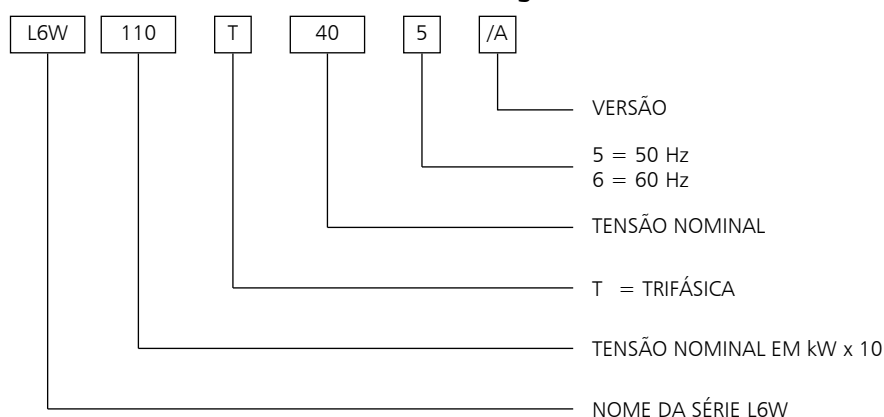 L6W 110 T 40 5 /A
VERSÃO
5 = 50 Hz
6 = 60 Hz
TENSÃO NOMINAL
T = TRIFÁSICA
TENSÃO NOMINAL EM kW x 10
NOME DA SÉRIE L6W